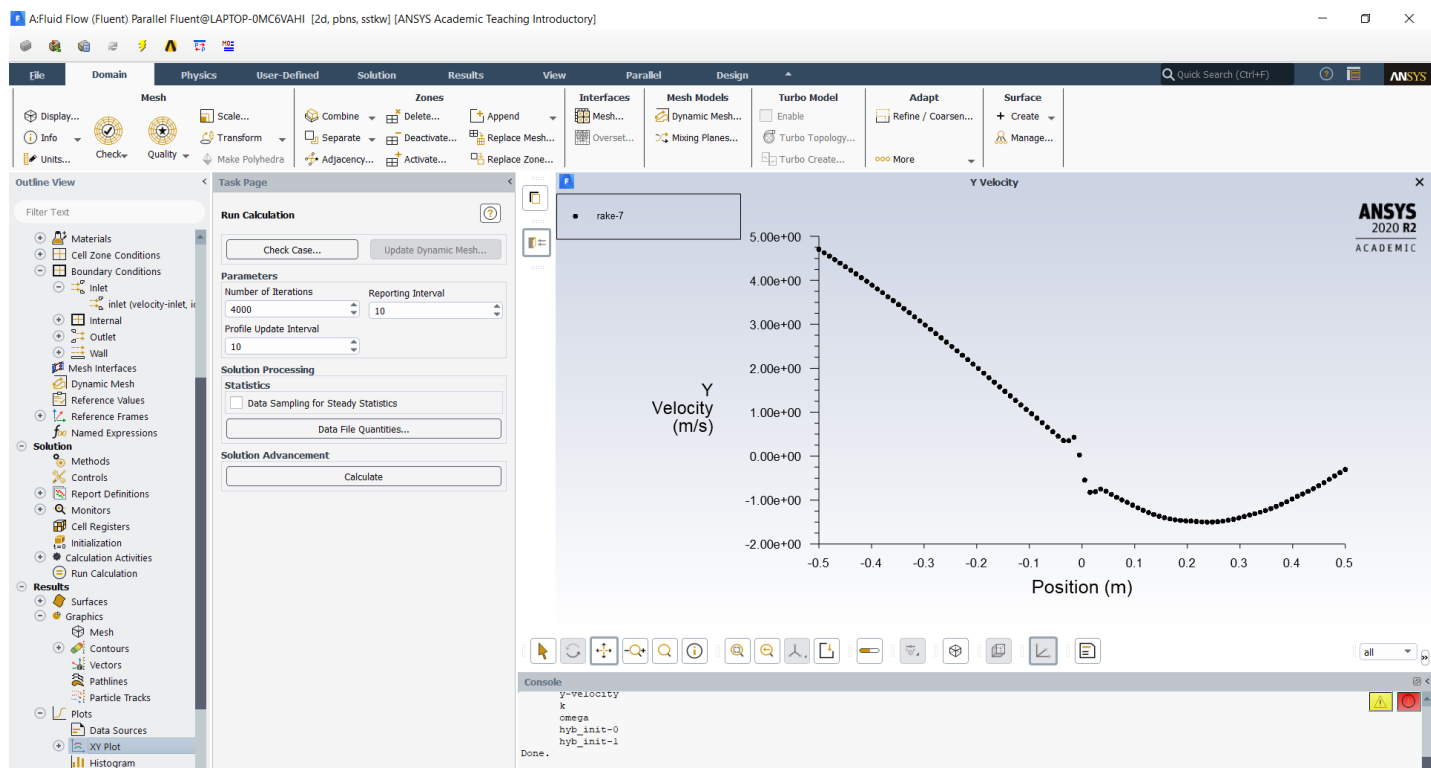 A:Fluid Flow (Fluent) Parallel Fluent@LAPTOP-0MC6VAHI [2d, pbns, sstkw] [ANSYS Academic Teaching Introductory]
File Domain Physics User-Defined Solution Results View Parallel Design Quick Search (Ctrl+F) ANSYS
Mesh Zones Interfaces Mesh Models Turbo Model Adapt Surface
Display... Scale... Combine Delete... Append Mesh... Dynamic Mesh... Enable Refine / Coarsen... Create
Info Transform Separate Deactivate... Replace Mesh... Overset... Mixing Planes... Turbo Topology... Manage...
Units... Check Quality Make Polyhedra Adjacency... Activate... Replace Zone... Turbo Create... More
Outline View
Filter Text
Materials
Cell Zone Conditions
Boundary Conditions
Inlet
inlet (velocity-inlet, i
Internal
Outlet
Wall
Mesh Interfaces
Dynamic Mesh
Reference Values
Reference Frames
Named Expressions
Solution
Methods
Controls
Report Definitions
Monitors
Cell Registers
Initialization
Calculation Activities
Run Calculation
Results
Surfaces
Graphics
Mesh
Contours
Vectors
Pathlines
Particle Tracks
Plots
Data Sources
XY Plot
Histogram
Task Page
Run Calculation
Check Case... Update Dynamic Mesh...
Parameters
Number of Iterations Reporting Interval
4000 10
Profile Update Interval
10
Solution Processing
Statistics
Data Sampling for Steady Statistics
Data File Quantities...
Solution Advancement
Calculate
Y Velocity
rake-7
ANSYS
2020 R2
ACADEMIC
5.00e+00
4.00e+00
3.00e+00
2.00e+00
1.00e+00
0.00e+00
-1.00e+00
-2.00e+00
Y
Velocity
(m/s)
-0.5 -0.4 -0.3 -0.2 -0.1 0 0.1 0.2 0.3 0.4 0.5
Position (m)
all
Console
y-velocity
k
omega
hyb_init-0
hyb_init-1
Done.